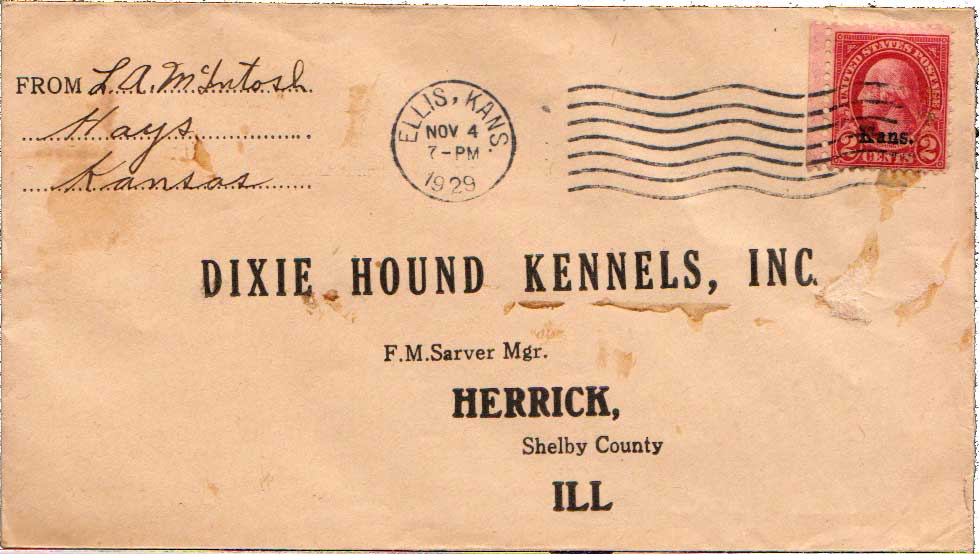 FROM L.A. McIntosh
Hays
Kansas
ELLIS, KANS.
NOV 4
7-PM
1929
UNITED STATES POSTAGE
Kans.
2 CENTS 2
DIXIE HOUND KENNELS, INC.
F.M.Sarver Mgr.
HERRICK,
Shelby County
ILL